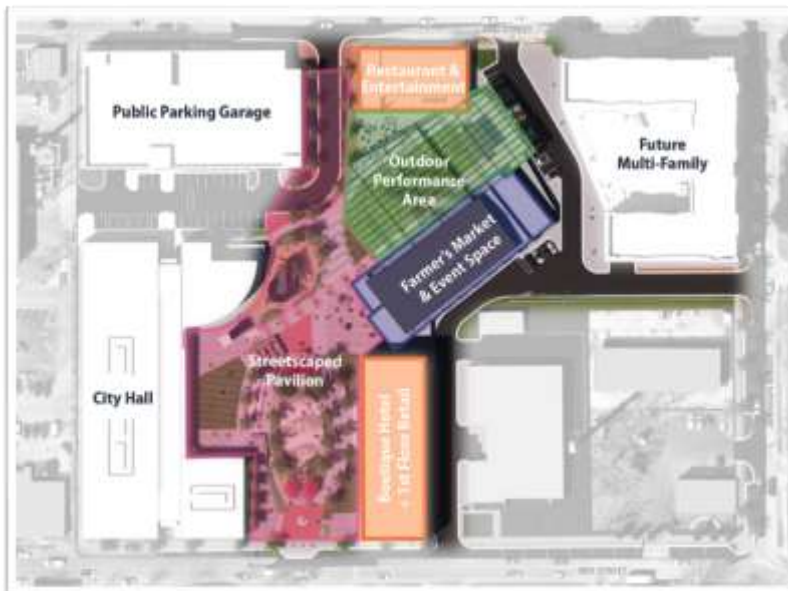 Restaurant &
Entertainment
Public Parking Garage
Future
Multi-Family
Outdoor
Performance
Area
Farmer's Market
& Event Space
Streetscaped
Pavilion
City Hall
Boutique Hotel
+ 1st Floor Retail